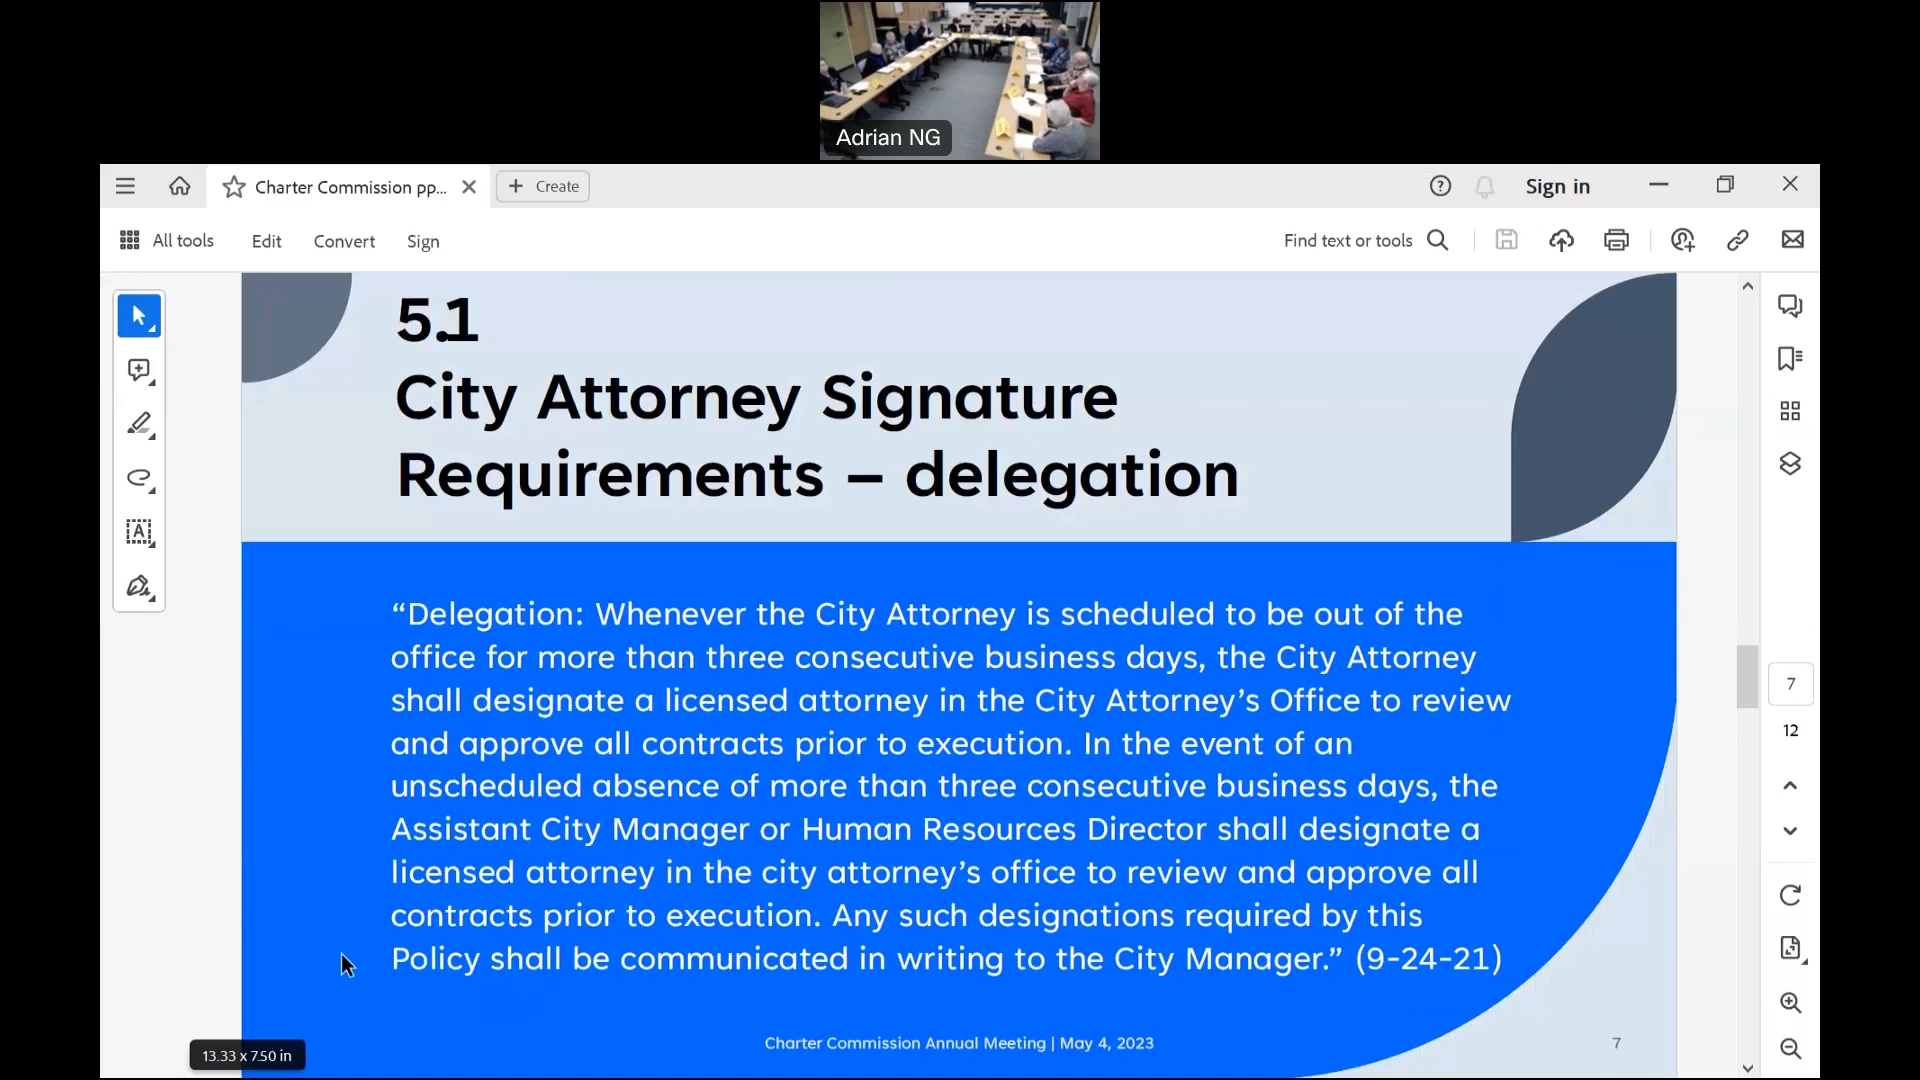 Adrian NG
Charter Commission pp...
Create
Sign in
All tools
Edit
Convert
Sign
Find text or tools
5.1
City Attorney Signature
Requirements – delegation
“Delegation: Whenever the City Attorney is scheduled to be out of the
office for more than three consecutive business days, the City Attorney
shall designate a licensed attorney in the City Attorney’s Office to review
and approve all contracts prior to execution. In the event of an
unscheduled absence of more than three consecutive business days, the
Assistant City Manager or Human Resources Director shall designate a
licensed attorney in the city attorney’s office to review and approve all
contracts prior to execution. Any such designations required by this
Policy shall be communicated in writing to the City Manager.” (9-24-21)
Charter Commission Annual Meeting | May 4, 2023
7
13.33 x 7.50 in
7
12